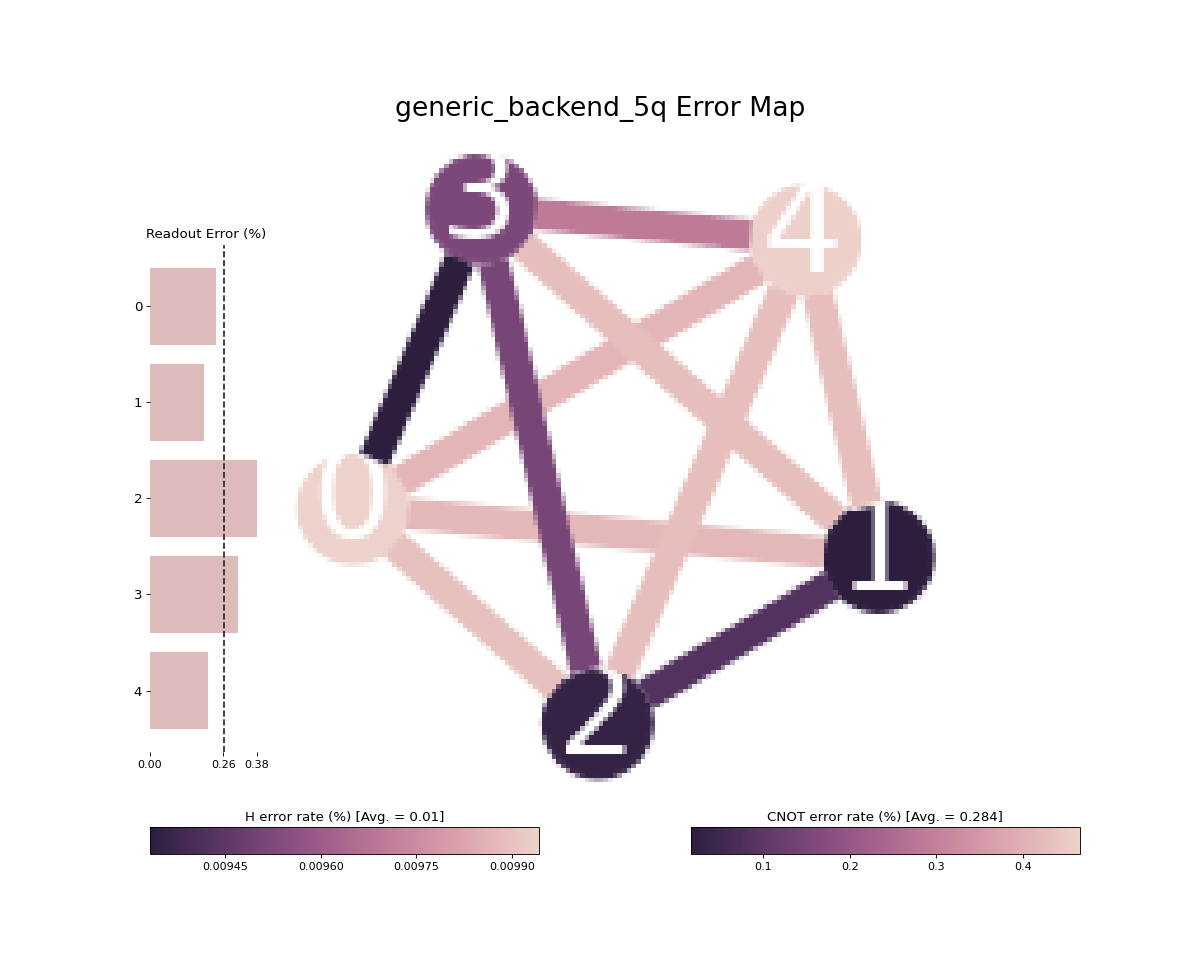 generic_backend_5q Error Map
3
4
Readout Error (%)
0
1
2
3
4
0
1
2
0.00 0.26 0.38
H error rate (%) [Avg. = 0.01]
0.00945 0.00960 0.00975 0.00990
CNOT error rate (%) [Avg. = 0.284]
0.1 0.2 0.3 0.4